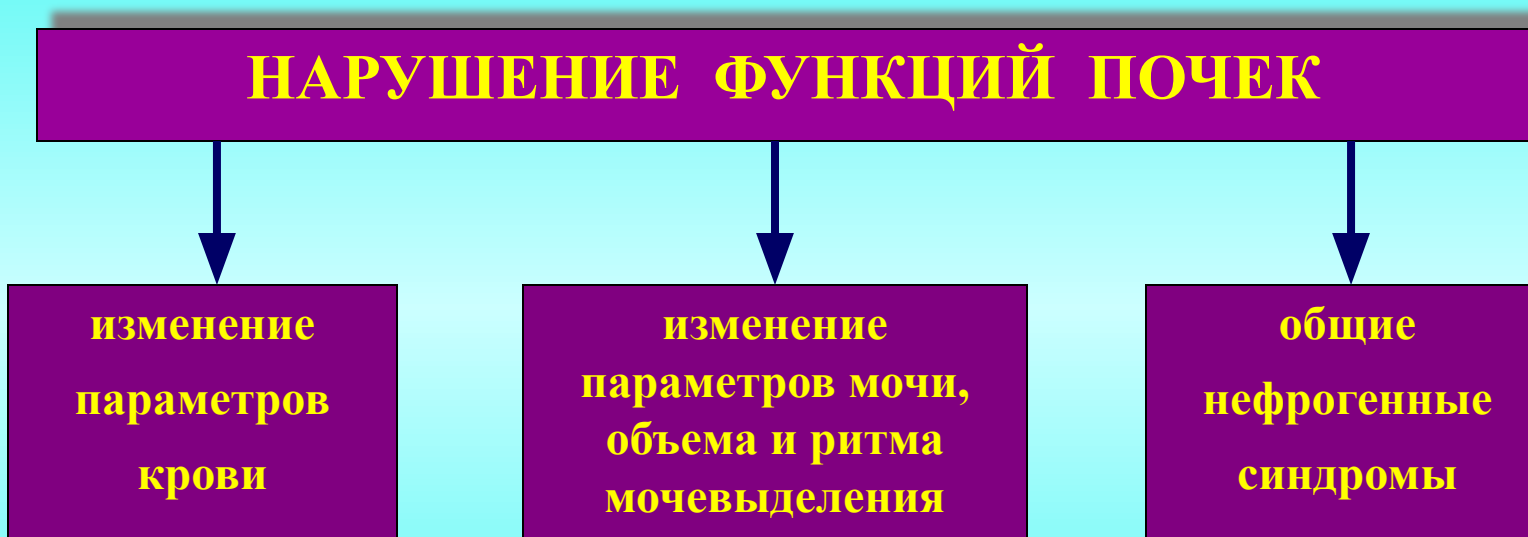 НАРУШЕНИЕ ФУНКЦИЙ ПОЧЕК
изменение
параметров
крови
изменение
параметров мочи,
объема и ритма
мочевыделения
общие
нефрогенные
синдромы